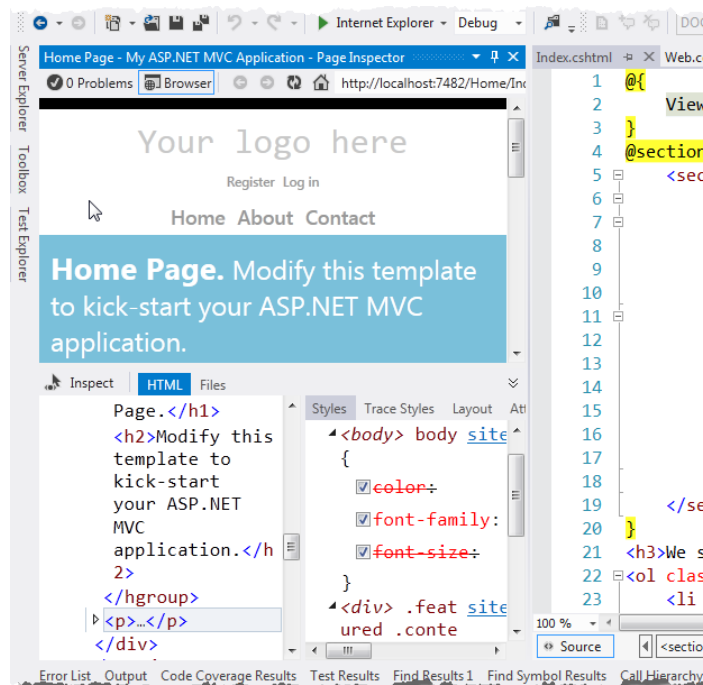 Internet Explorer
Debug
DOC
Server Explorer
Toolbox
Test Explorer
Home Page - My ASP.NET MVC Application - Page Inspector
0 Problems
Browser
http://localhost:7482/Home/Ind
Your logo here
Register Log in
Home About Contact
Home Page. Modify this template
to kick-start your ASP.NET MVC
application.
Inspect
HTML
Files
Page.</h1>
<h2>Modify this
template to
kick-start
your ASP.NET
MVC
application.</h
2>
</hgroup>
<p>…</p>
</div>
Styles
Trace Styles
Layout
Att
<body> body site
{
color:
font-family:
font-size:
}
<div> .feat site
ured .conte
Index.cshtml
Web.c
1 @{
2 View
3 }
4 @section
5 <sec
6
7
8
9
10
11
12
13
14
15
16
17
18
19 </se
20 }
21 <h3>We s
22 <ol clas
23 <li
100 %
Source
<sectio
Error List
Output
Code Coverage Results
Test Results
Find Results 1
Find Symbol Results
Call Hierarchy